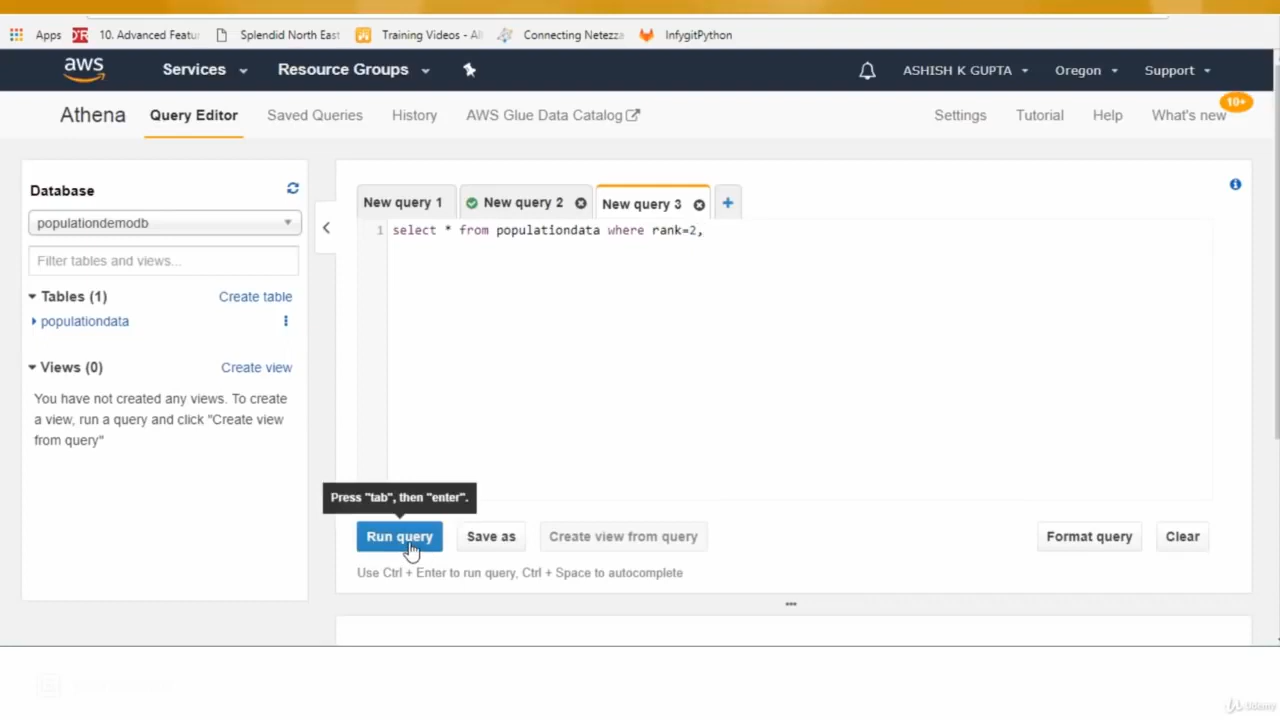 Apps 10. Advanced Featu Splendid North East Training Videos - All Connecting Netezza InfygitPython
aws Services Resource Groups ASHISH K GUPTA Oregon Support
10+
Athena Query Editor Saved Queries History AWS Glue Data Catalog Settings Tutorial Help What's new
Database
populationdemodb
Filter tables and views...
Tables (1) Create table
populationdata
Views (0) Create view
You have not created any views. To create
a view, run a query and click "Create view
from query"
New query 1 New query 2 New query 3 +
1 select * from populationdata where rank=2,
Press "tab", then "enter".
Run query Save as Create view from query Format query Clear
Use Ctrl + Enter to run query, Ctrl + Space to autocomplete
Udemy